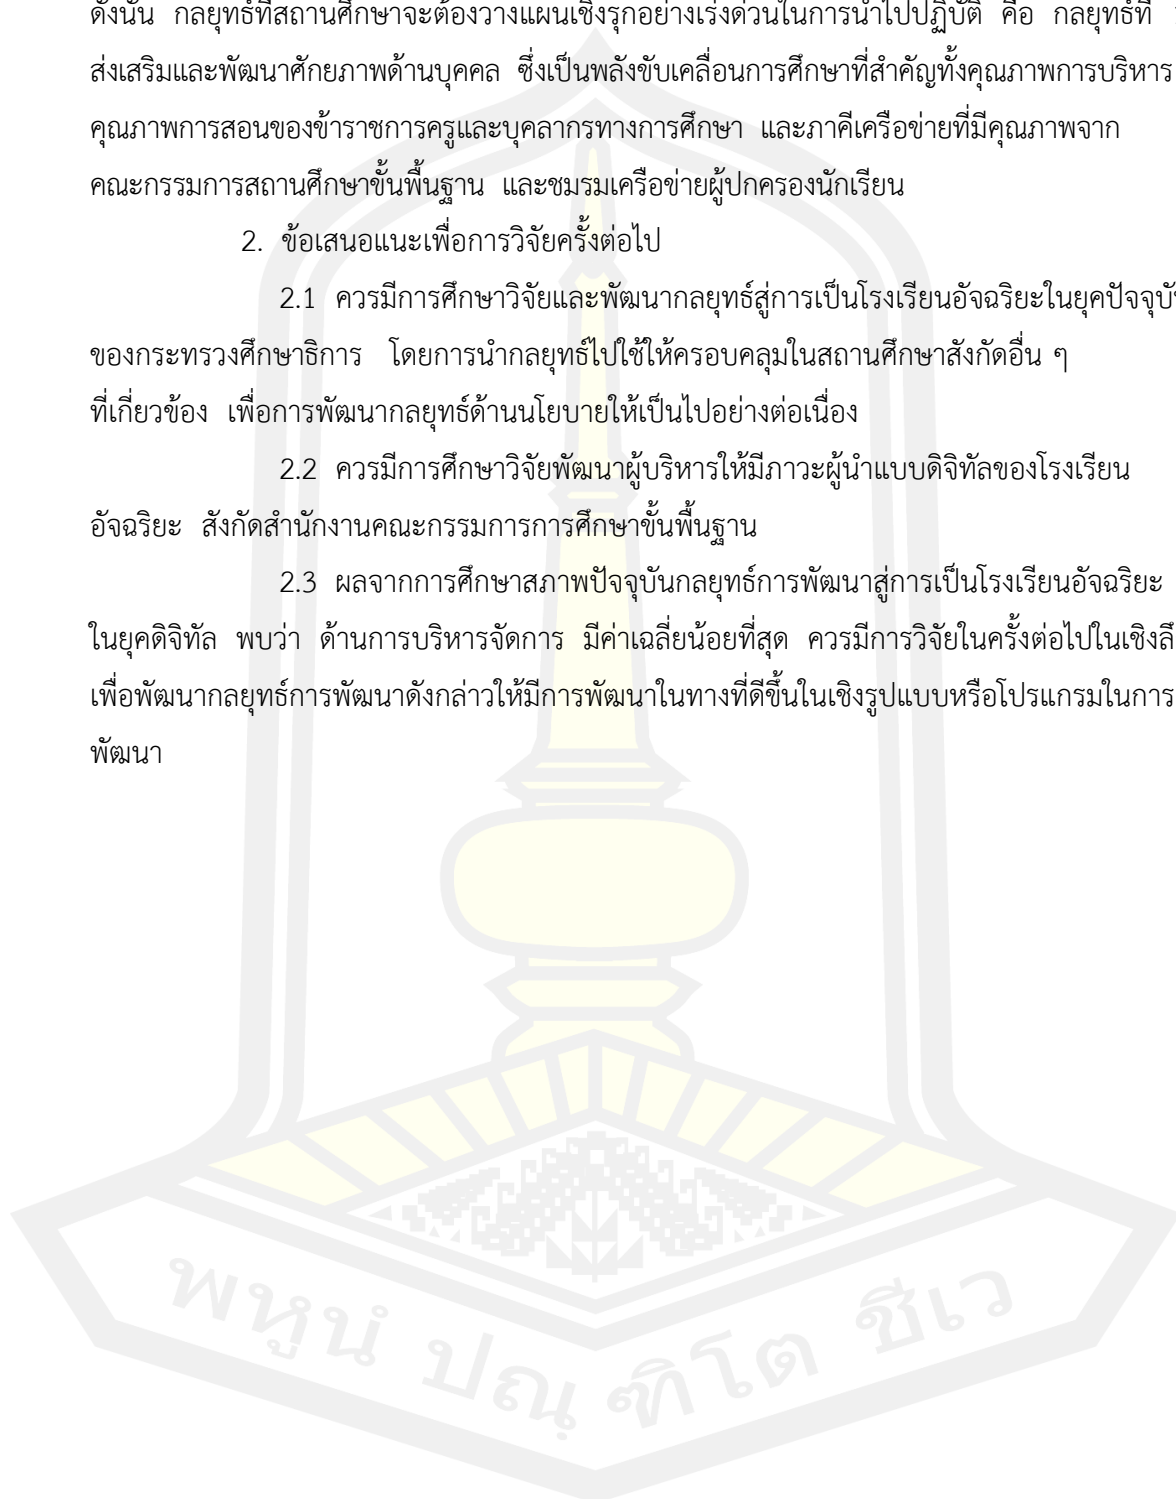 ดังนั้น กลยุทธ์ที่สถานศึกษาจะต้องวางแผนเชิงรุกอย่างเร่งด่วนในการนำไปปฏิบัติ คือ กลยุทธ์ที่
ส่งเสริมและพัฒนาศักยภาพด้านบุคคล ซึ่งเป็นพลังขับเคลื่อนการศึกษาที่สำคัญทั้งคุณภาพการบริหาร
คุณภาพการสอนของข้าราชการครูและบุคลากรทางการศึกษา และภาคีเครือข่ายที่มีคุณภาพจาก
คณะกรรมการสถานศึกษาขั้นพื้นฐาน และชมรมเครือข่ายผู้ปกครองนักเรียน
2. ข้อเสนอแนะเพื่อการวิจัยครั้งต่อไป
2.1 ควรมีการศึกษาวิจัยและพัฒนากลยุทธ์สู่การเป็นโรงเรียนอัจฉริยะในยุคปัจจุบั
ของกระทรวงศึกษาธิการ โดยการนำกลยุทธ์ไปใช้ให้ครอบคลุมในสถานศึกษาสังกัดอื่น ๆ
ที่เกี่ยวข้อง เพื่อการพัฒนากลยุทธ์ด้านนโยบายให้เป็นไปอย่างต่อเนื่อง
2.2 ควรมีการศึกษาวิจัยพัฒนาผู้บริหารให้มีภาวะผู้นำแบบดิจิทัลของโรงเรียน
อัจฉริยะ สังกัดสำนักงานคณะกรรมการการศึกษาขั้นพื้นฐาน
2.3 ผลจากการศึกษาสภาพปัจจุบันกลยุทธ์การพัฒนาสู่การเป็นโรงเรียนอัจฉริยะ
ในยุคดิจิทัล พบว่า ด้านการบริหารจัดการ มีค่าเฉลี่ยน้อยที่สุด ควรมีการวิจัยในครั้งต่อไปในเชิงลึ
เพื่อพัฒนากลยุทธ์การพัฒนาดังกล่าวให้มีการพัฒนาในทางที่ดีขึ้นในเชิงรูปแบบหรือโปรแกรมในการ
พัฒนา
พหูนํ ปณฺฑิโต ชีเว